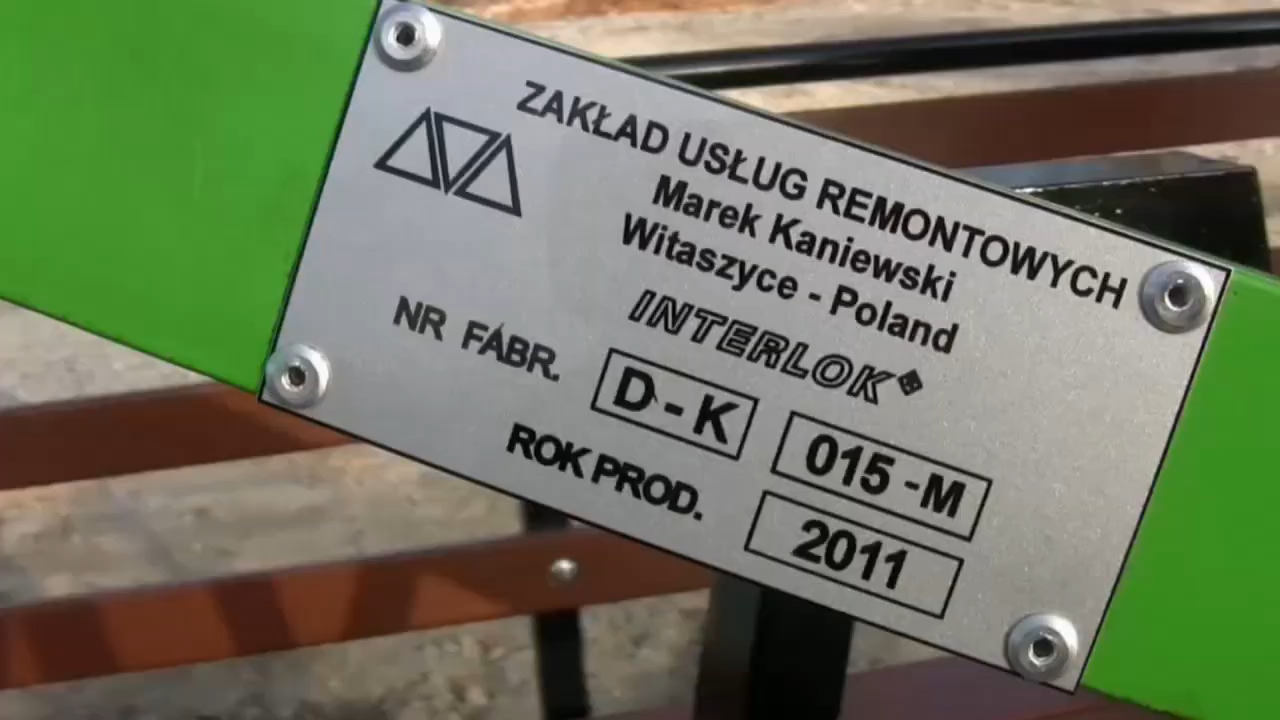 ZAKŁAD USŁUG REMONTOWYCH
Marek Kaniewski
Witaszyce - Poland
INTERLOK
NR FABR. D-K 015-M
ROK PROD. 2011